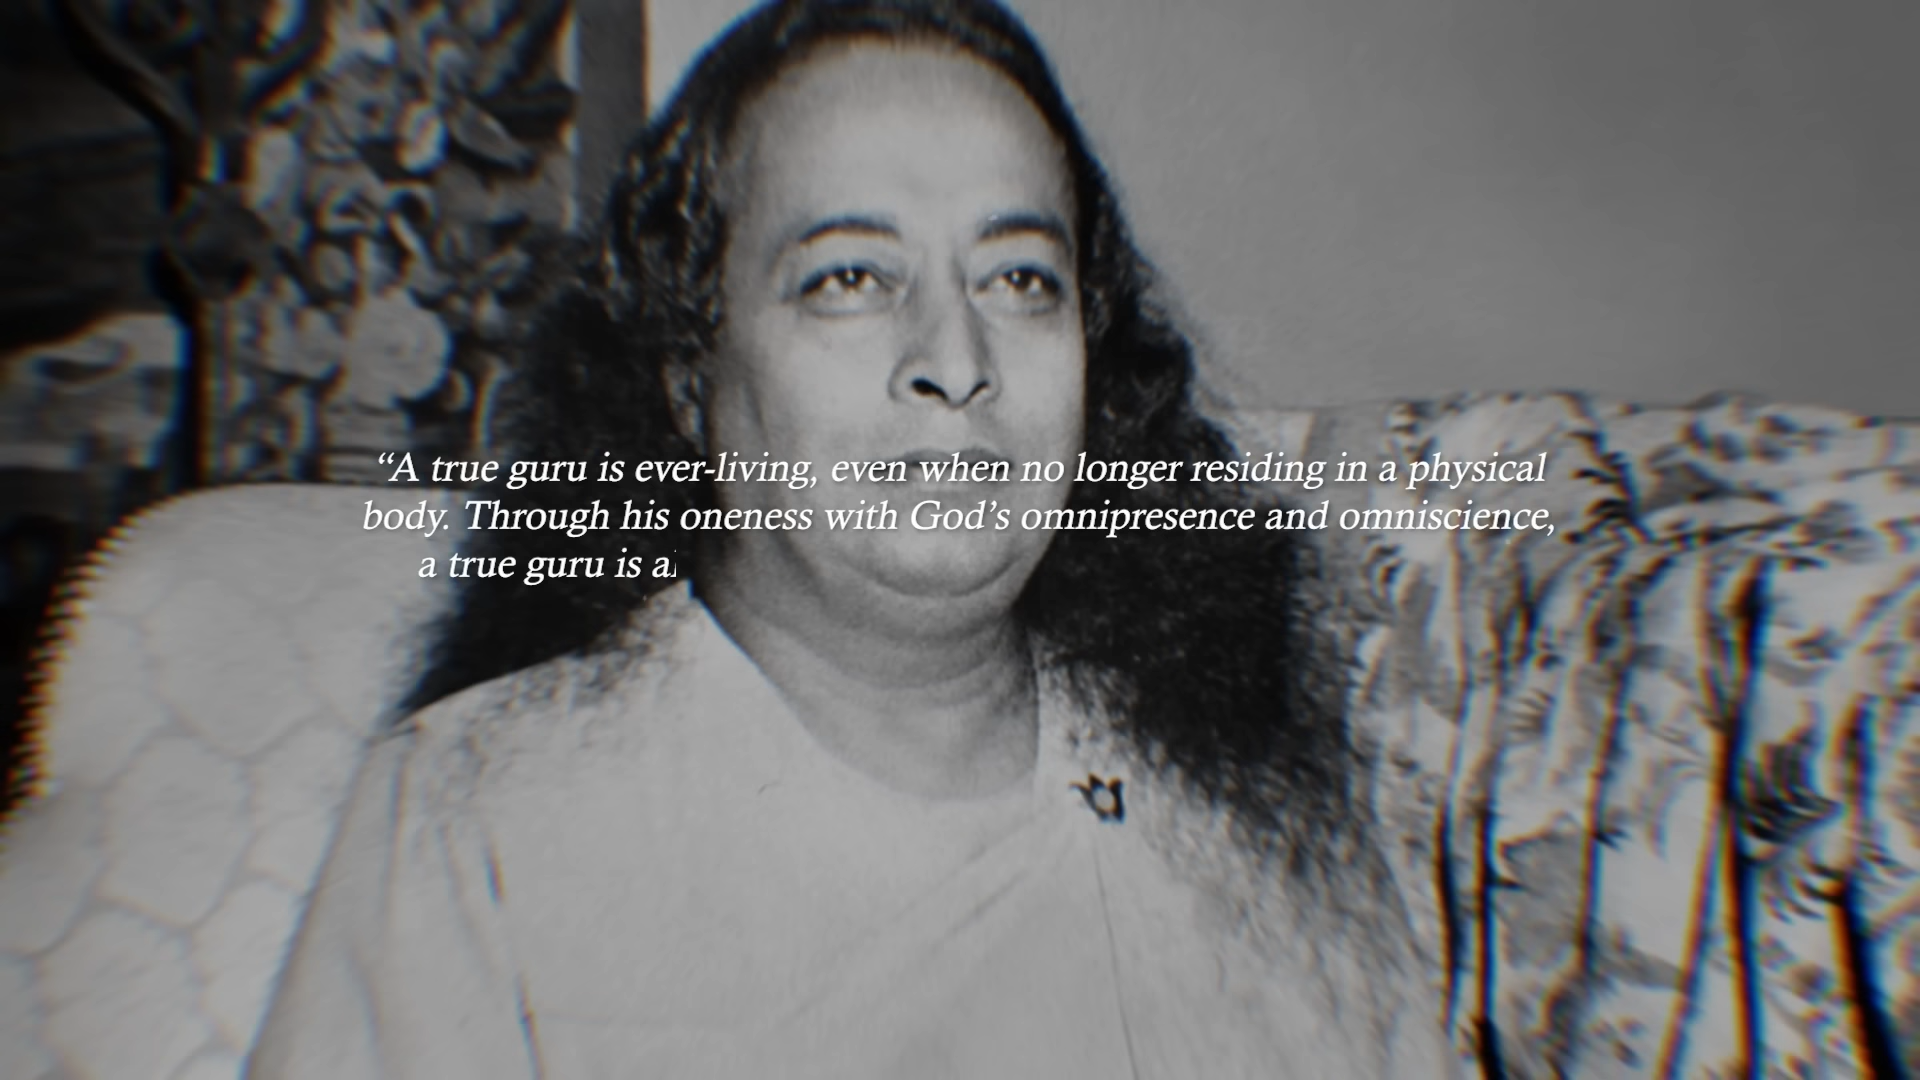 “A true guru is ever-living, even when no longer residing in a physical
body. Through his oneness with God’s omnipresence and omniscience,
a true guru is